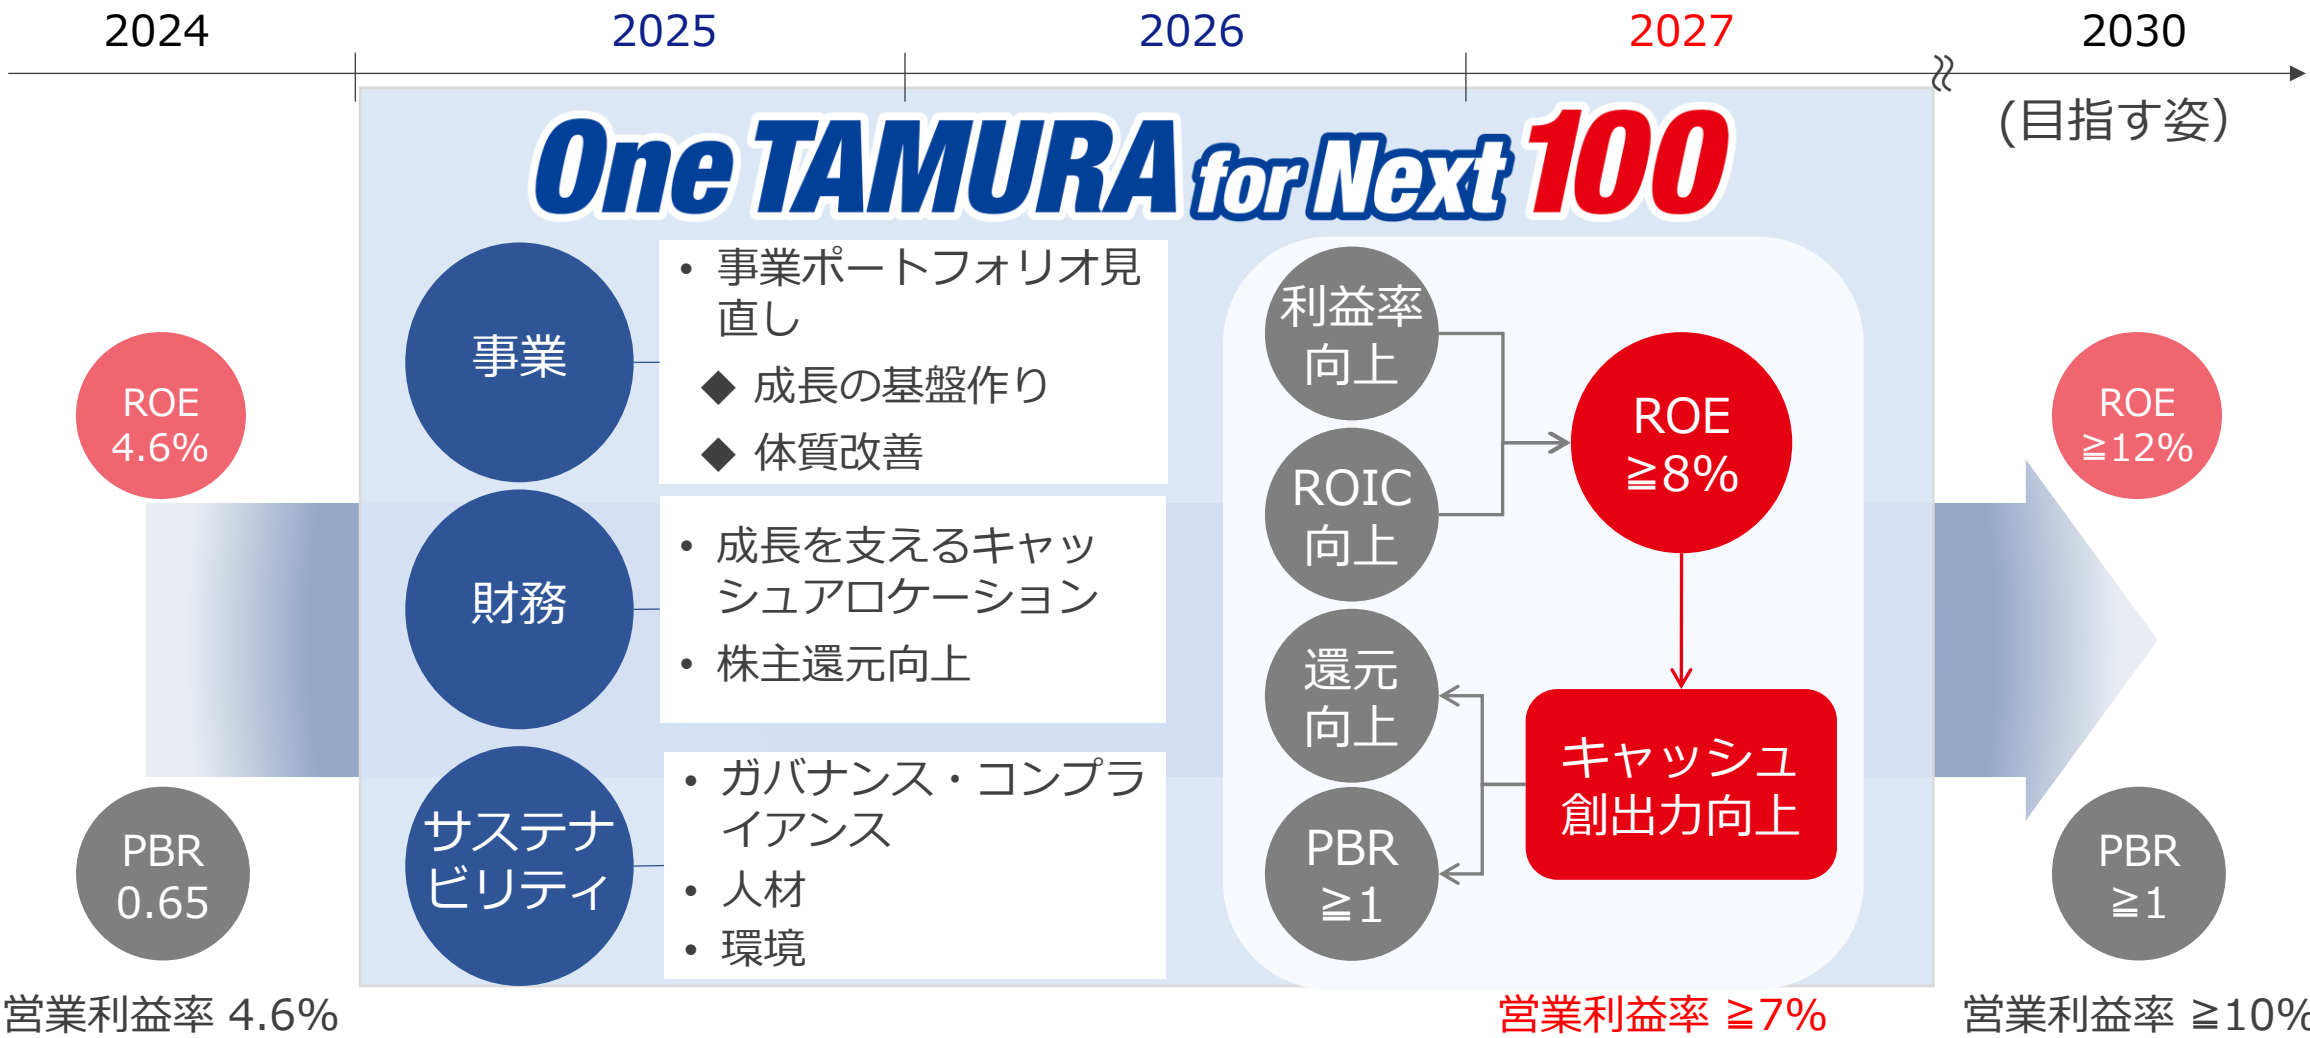 2024
2025
2026
2027
2030
(目指す姿）
One TAMURA for Next 100
ROE
4.6%
PBR
0.65
営業利益率 4.6%
事業
• 事業ポートフォリオ見
直し
◆ 成長の基盤作り
◆ 体質改善
財務
• 成長を支えるキャッ
シュアロケーション
• 株主還元向上
サステナ
ビリティ
• ガバナンス・コンプラ
イアンス
• 人材
• 環境
利益率
向上
ROIC
向上
還元
向上
PBR
≧1
ROE
≧8%
キャッシュ
創出力向上
営業利益率 ≧7%
ROE
≧12%
PBR
≧1
営業利益率 ≧10%